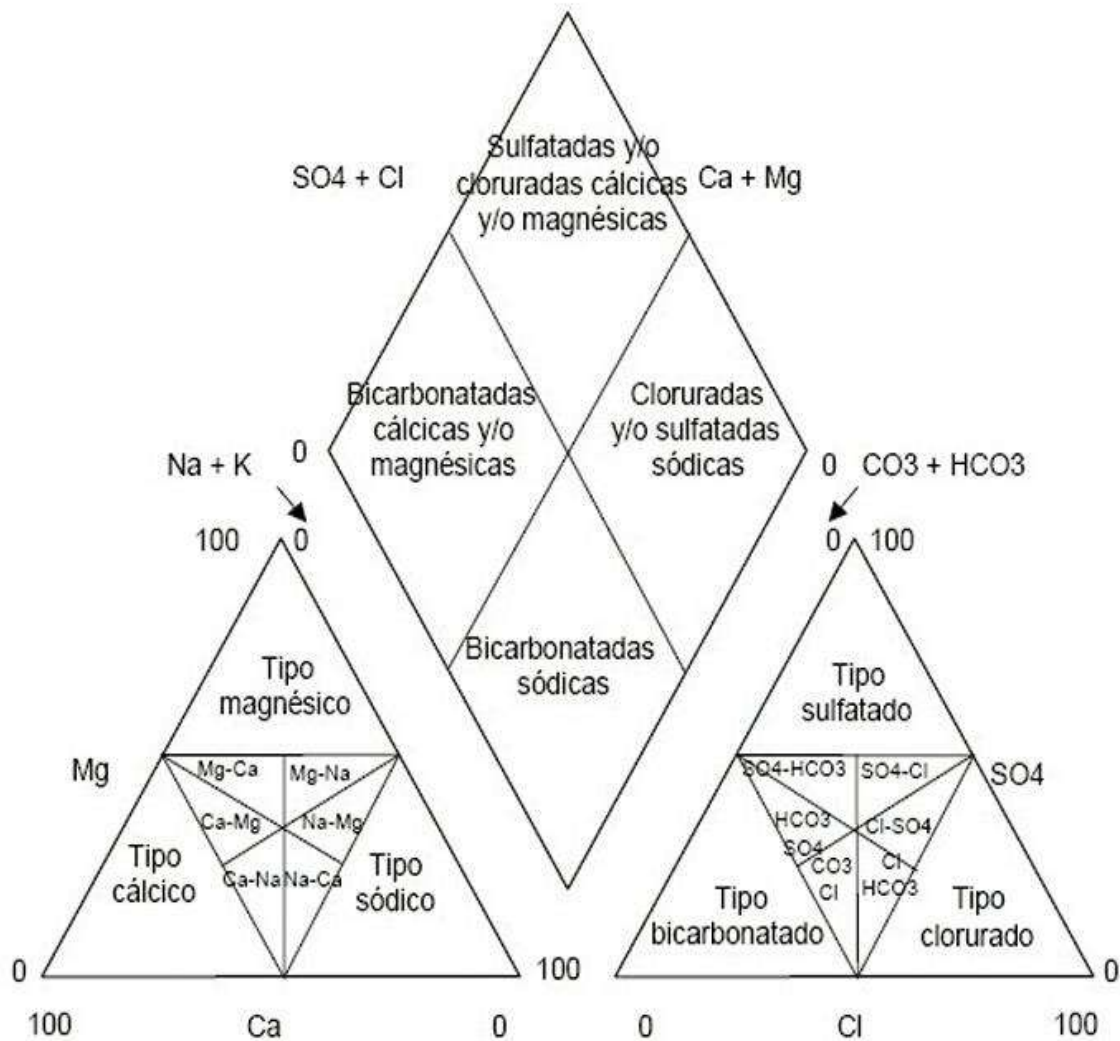 Sulfatadas y/o
cloruradas cálcicas
y/o magnésicas
SO4 + Cl
Ca + Mg
Bicarbonatadas
cálcicas y/o
magnésicas
Cloruradas
y/o sulfatadas
sódicas
Na + K
0
0
CO3 + HCO3
100
0
0
100
Bicarbonatadas
sódicas
Tipo
magnésico
Mg
Mg-Ca
Mg-Na
Ca-Mg
Na-Mg
Ca-Na
Na-Ca
Tipo
cálcico
Tipo
sódico
0
100
100
Ca
0
Tipo
sulfatado
SO4
SO4-HCO3
SO4-Cl
HCO3
SO4
Cl-SO4
CO3
Cl
Cl
HCO3
Tipo
bicarbonatado
Tipo
clorurado
0
0
Cl
100